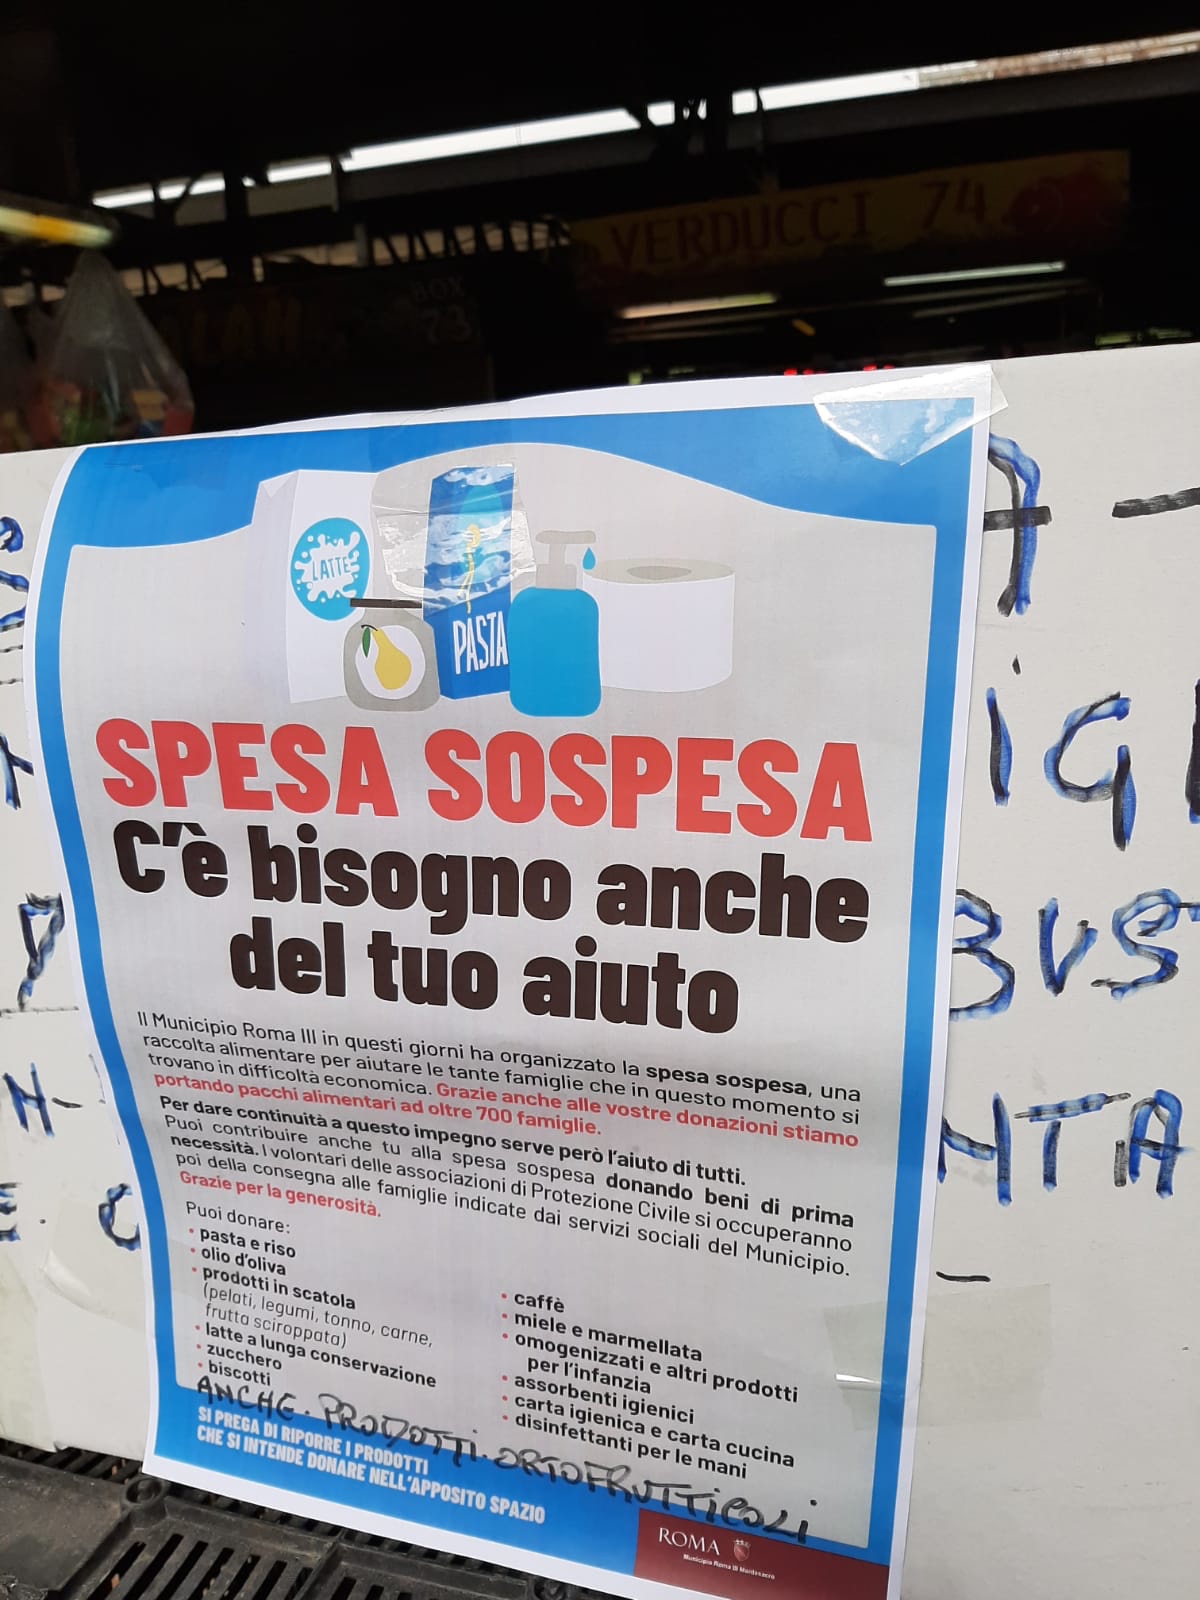 VERDUCCI 74
BOX
73
LATTE
PASTA
SPESA SOSPESA
C'è bisogno anche
del tuo aiuto
Il Municipio Roma III in questi giorni ha organizzato la spesa sospesa, una
raccolta alimentare per aiutare le tante famiglie che in questo momento si
trovano in difficoltà economica. Grazie anche alle vostre donazioni stiamo
portando pacchi alimentari ad oltre 700 famiglie.
Per dare continuità a questo impegno serve però l'aiuto di tutti.
Puoi contribuire anche tu alla spesa sospesa donando beni di prima
necessità. I volontari delle associazioni di Protezione Civile si occuperanno
poi della consegna alle famiglie indicate dai servizi sociali del Municipio.
Grazie per la generosità.
Puoi donare:
• pasta e riso
• olio d'oliva
• prodotti in scatola
(pelati, legumi, tonno, carne,
frutta sciroppata)
• latte a lunga conservazione
• zucchero
• biscotti
• caffè
• miele e marmellata
• omogenizzati e altri prodotti
per l'infanzia
• assorbenti igienici
• carta igienica e carta cucina
• disinfettanti per le mani
ANCHE. PRODOTTI. ORTOFRUTTICOLI
SI PREGA DI RIPORRE I PRODOTTI
CHE SI INTENDE DONARE NELL'APPOSITO SPAZIO
ROMA
Municipio Roma III Montesacro